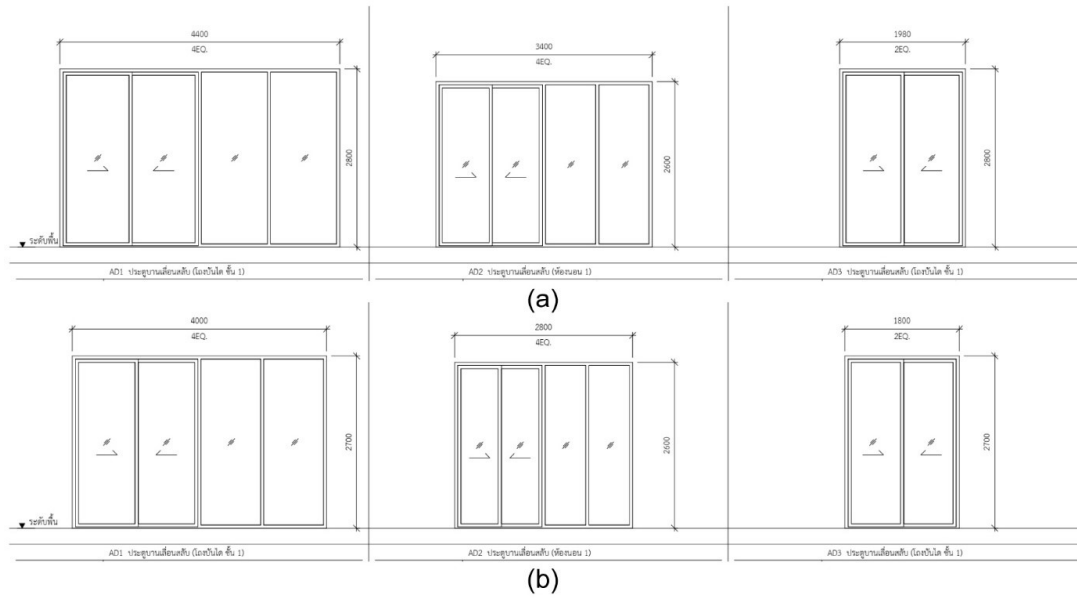 4400
4EQ.
2800
ระดับพื้น
AD1 ประตูบานเลื่อนสลับ (โถงบันได ชั้น 1)
3400
4EQ.
2600
AD2 ประตูบานเลื่อนสลับ (ห้องนอน 1)
1980
2EQ.
2800
AD3 ประตูบานเลื่อนสลับ (โถงบันได ชั้น 1)
(a)
4000
4EQ.
2700
ระดับพื้น
AD1 ประตูบานเลื่อนสลับ (โถงบันได ชั้น 1)
2800
4EQ.
2600
AD2 ประตูบานเลื่อนสลับ (ห้องนอน 1)
1800
2EQ.
2700
AD3 ประตูบานเลื่อนสลับ (โถงบันได ชั้น 1)
(b)